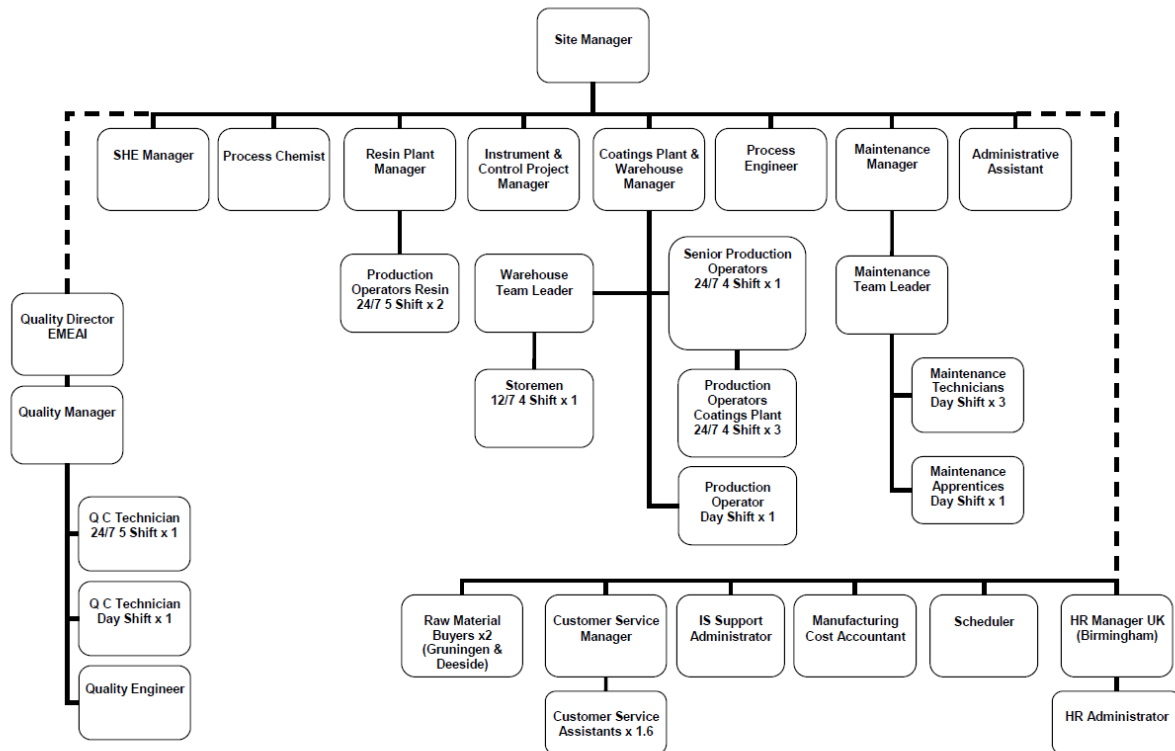 Site Manager
SHE Manager
Process Chemist
Resin Plant
Manager
Instrument &
Control Project
Manager
Coatings Plant &
Warehouse
Manager
Process
Engineer
Maintenance
Manager
Administrative
Assistant
Production
Operators Resin
24/7 5 Shift x 2
Warehouse
Team Leader
Senior Production
Operators
24/7 4 Shift x 1
Maintenance
Team Leader
Quality Director
EMEAI
Quality Manager
Storemen
12/7 4 Shift x 1
Production
Operators
Coatings Plant
24/7 4 Shift x 3
Maintenance
Technicians
Day Shift x 3
Production
Operator
Day Shift x 1
Maintenance
Apprentices
Day Shift x 1
Q C Technician
24/7 5 Shift x 1
Q C Technician
Day Shift x 1
Quality Engineer
Raw Material
Buyers x2
(Gruningen &
Deeside)
Customer Service
Manager
IS Support
Administrator
Manufacturing
Cost Accountant
Scheduler
HR Manager UK
(Birmingham)
Customer Service
Assistants x 1.6
HR Administrator